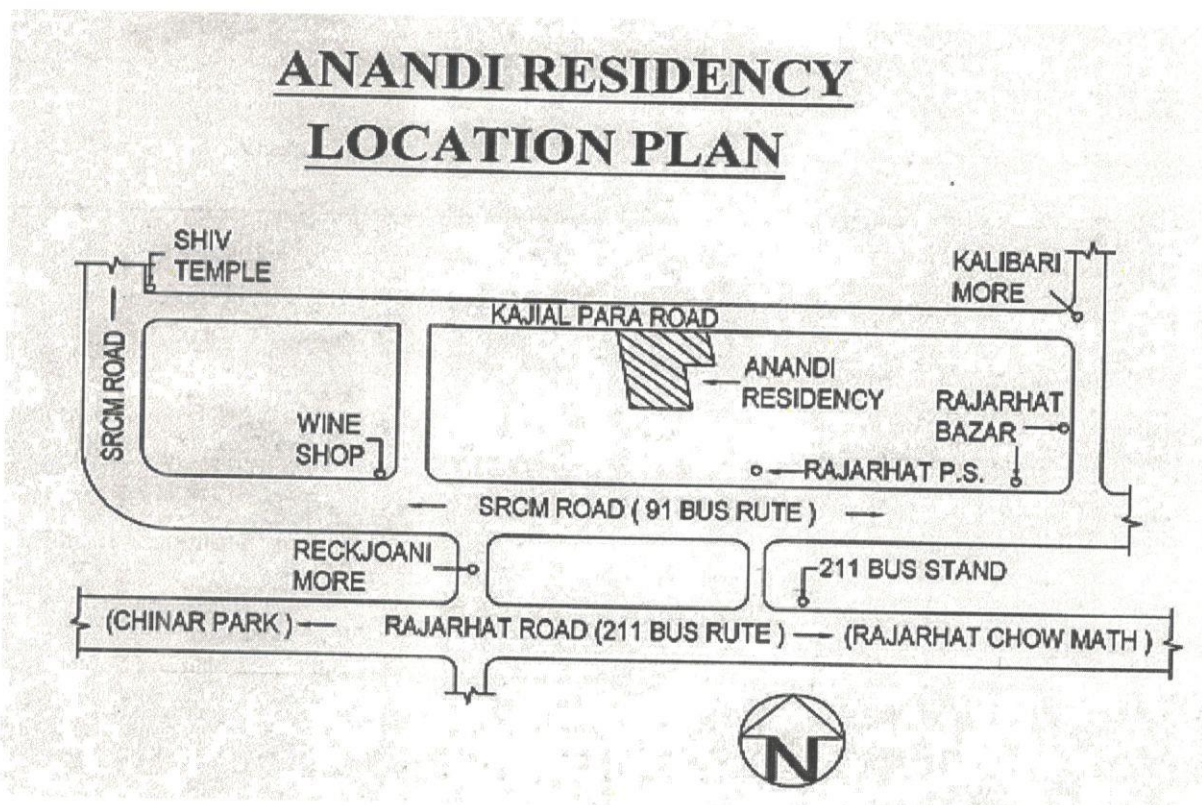 ANANDI RESIDENCY
LOCATION PLAN
SHIV
TEMPLE
KALIBARI
MORE
KAJIAL PARA ROAD
SRCM ROAD
ANANDI
RESIDENCY
RAJARHAT
BAZAR
WINE
SHOP
RAJARHAT P.S.
SRCM ROAD ( 91 BUS RUTE )
RECKJOANI
MORE
211 BUS STAND
(CHINAR PARK )
RAJARHAT ROAD (211 BUS RUTE )
(RAJARHAT CHOW MATH )
N